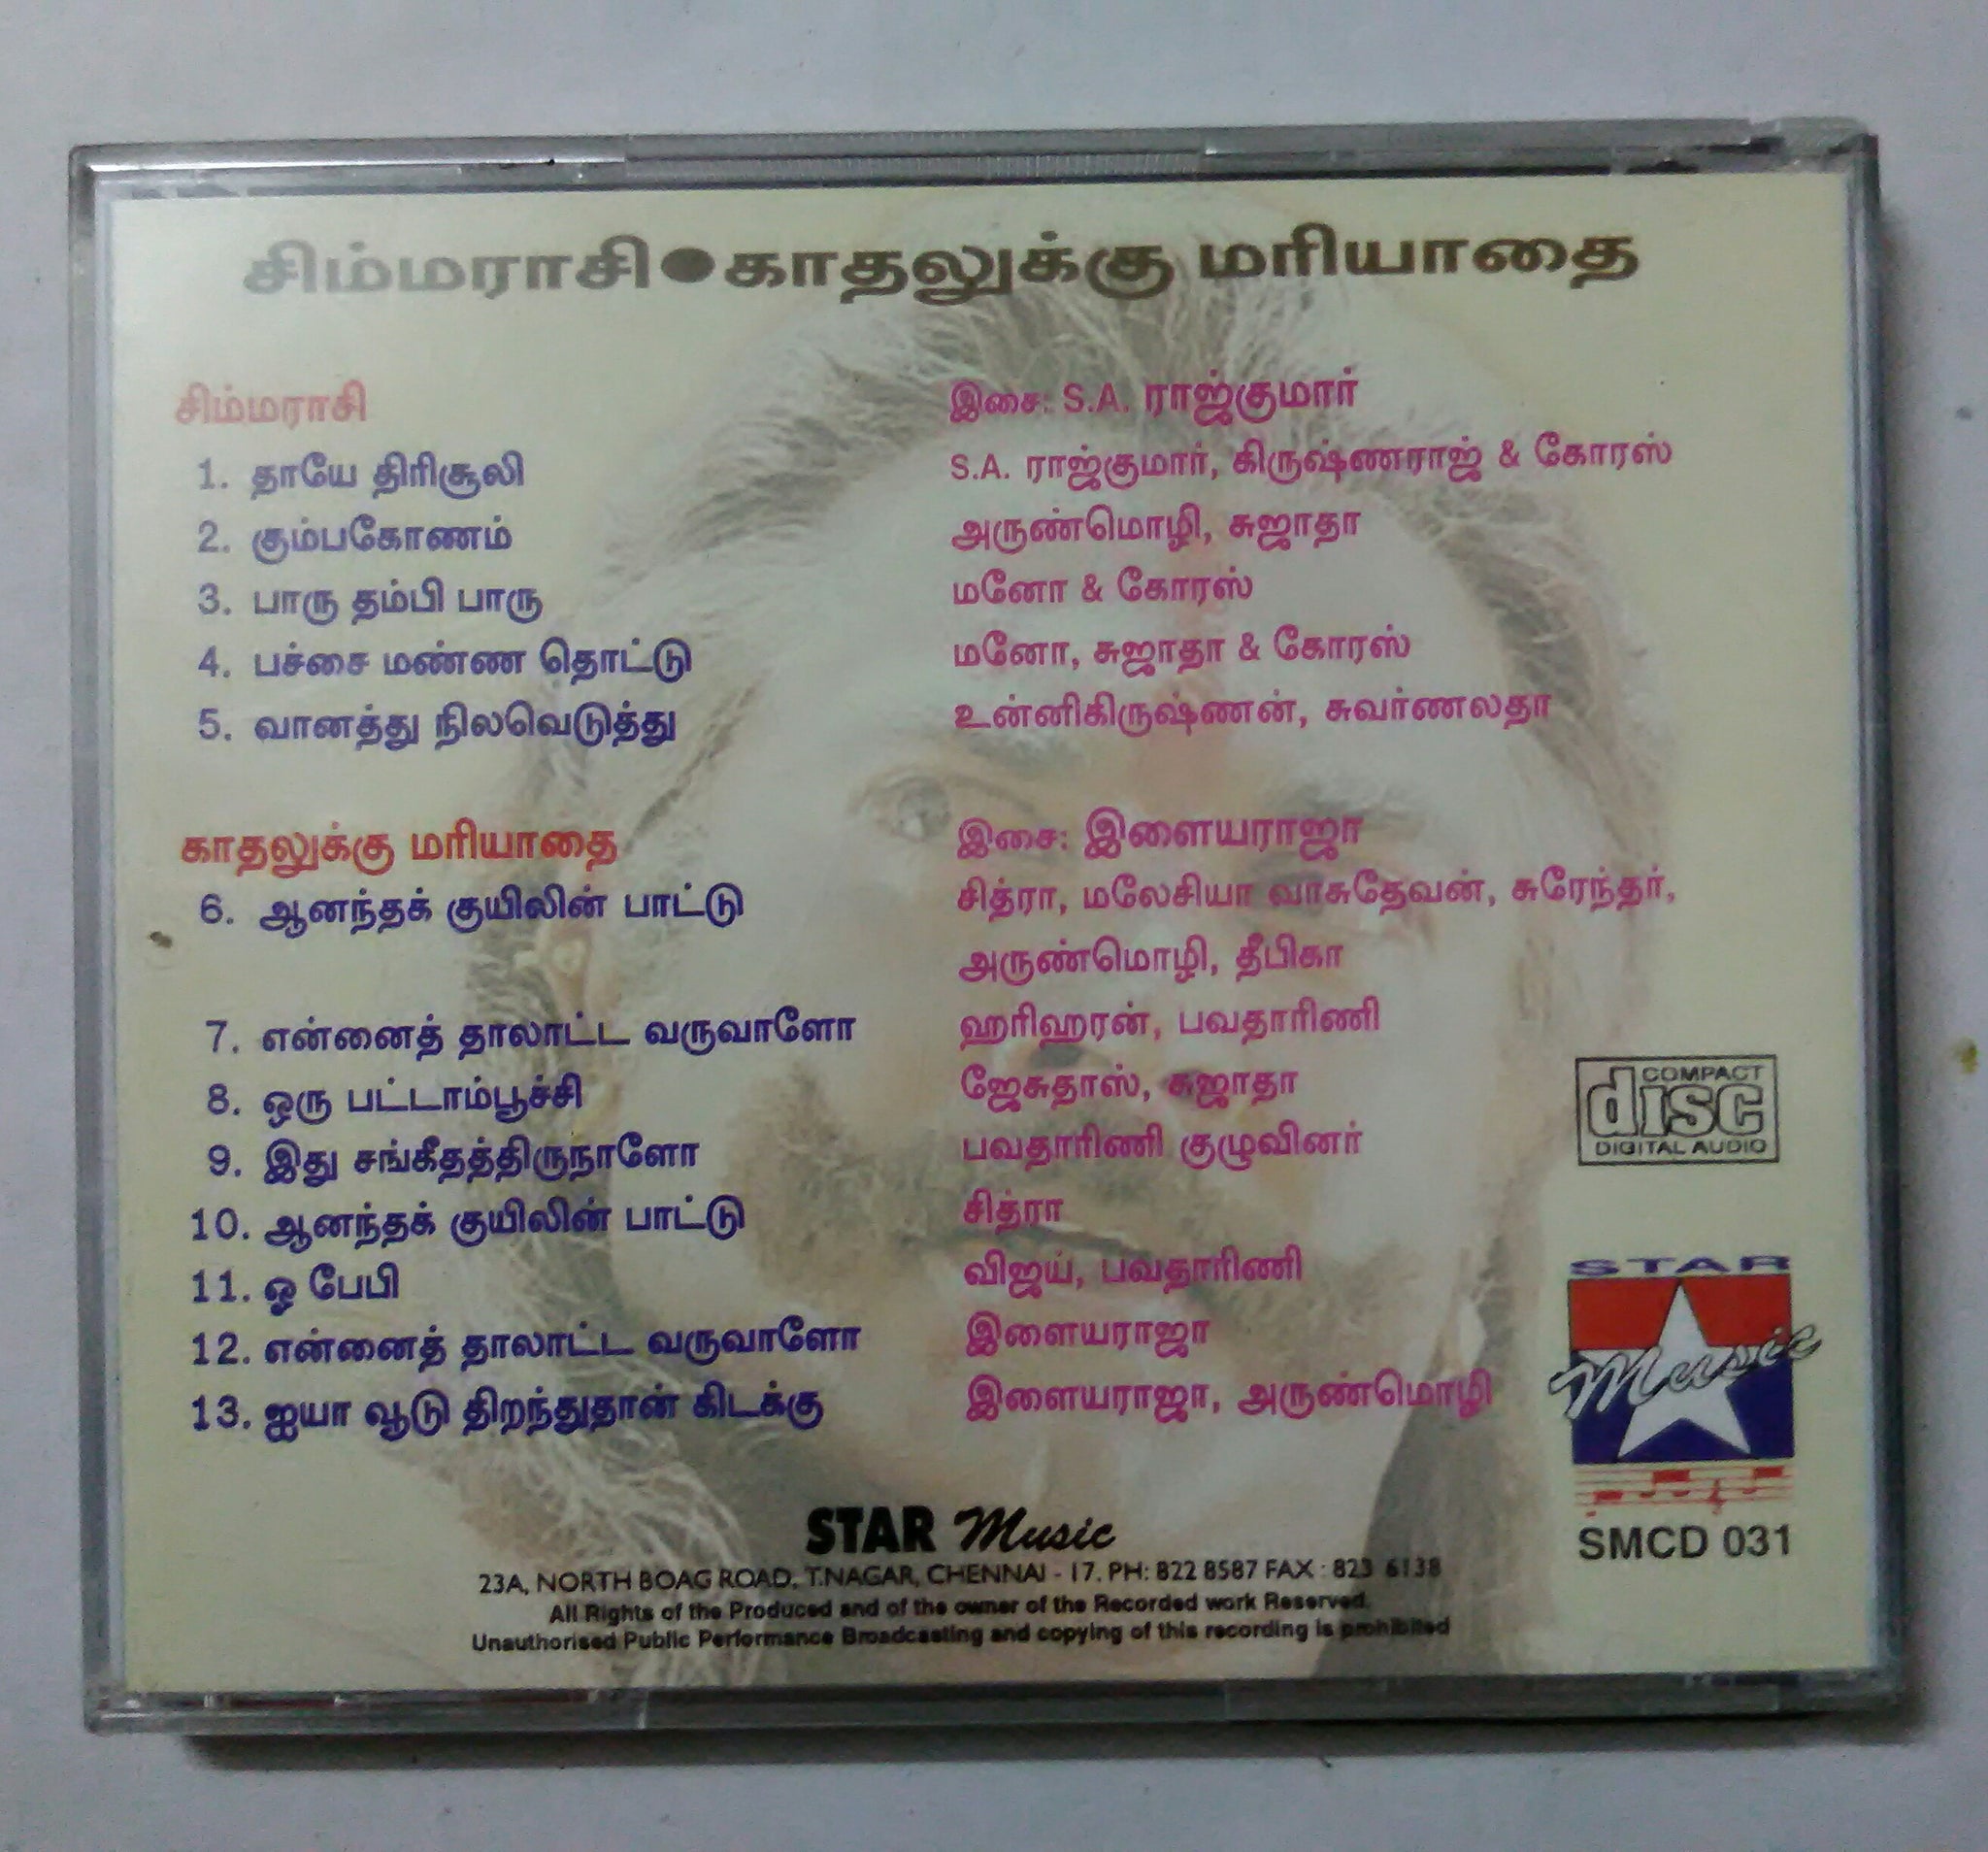 சிம்மராசி●காதலுக்கு மரியாதை
சிம்மராசி இசை: S.A. ராஜ்குமார்
1. தாயே திரிசூலி S.A. ராஜ்குமார், கிருஷ்ணராஜ் & கோரஸ்
2. கும்பகோணம் அருண்மொழி, சுஜாதா
3. பாரு தம்பி பாரு மனோ & கோரஸ்
4. பச்சை மண்ண தொட்டு மனோ, சுஜாதா & கோரஸ்
5. வானத்து நிலவெடுத்து உன்னிகிருஷ்ணன், சுவர்ணலதா
காதலுக்கு மரியாதை இசை: இளையராஜா
6. ஆனந்தக் குயிலின் பாட்டு சித்ரா, மலேசியா வாசுதேவன், சுரேந்தர்,
அருண்மொழி, தீபிகா
7. என்னைத் தாலாட்ட வருவாளோ ஹரிஹரன், பவதாரிணி
8. ஒரு பட்டாம்பூச்சி ஜேசுதாஸ், சுஜாதா
9. இது சங்கீதத்திருநாளோ பவதாரிணி குழுவினர்
10. ஆனந்தக் குயிலின் பாட்டு சித்ரா
11. ஓ பேபி விஜய், பவதாரிணி
12. என்னைத் தாலாட்ட வருவாளோ இளையராஜா
13. ஐயா வூடு திறந்துதான் கிடக்கு இளையராஜா, அருண்மொழி
COMPACT
disc
DIGITAL AUDIO
STAR
Music
SMCD 031
STAR Music
23A, NORTH BOAG ROAD, T.NAGAR, CHENNAI - 17. PH: 822 8587 FAX : 823 6138
All Rights of the Produced and of the owner of the Recorded work Reserved.
Unauthorised Public Performance Broadcasting and copying of this recording is prohibited